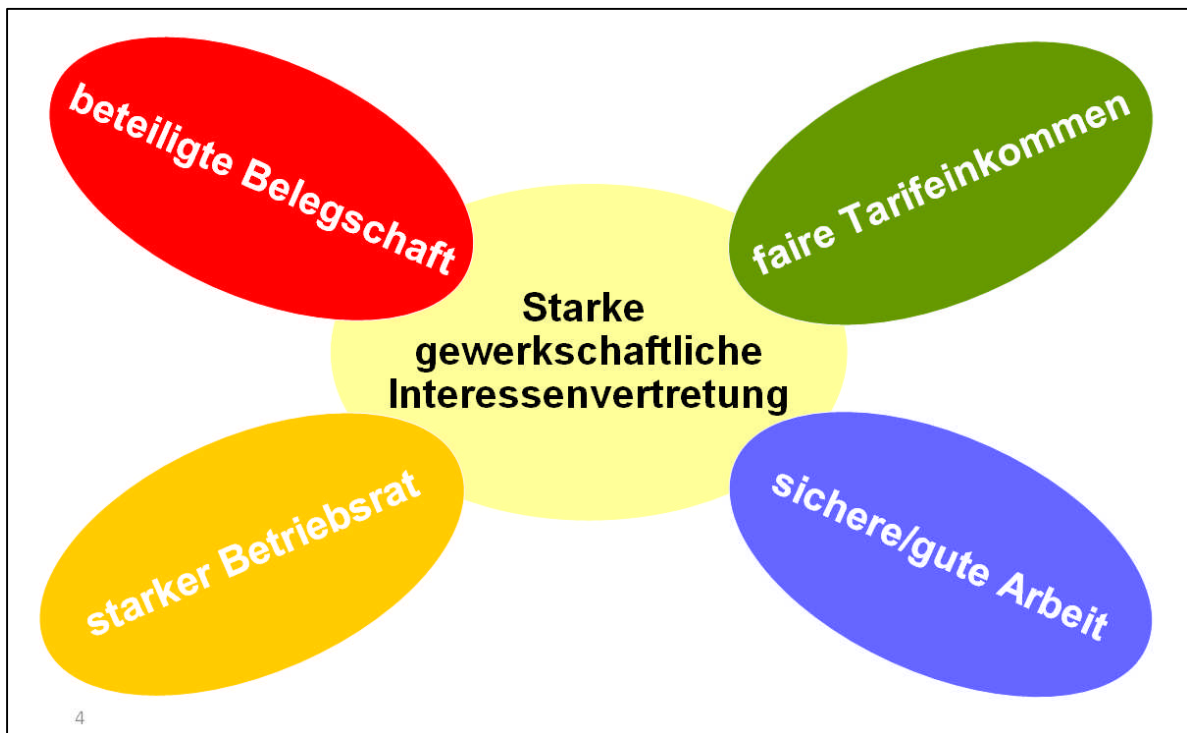 beteiligte Belegschaft
faire Tarifeinkommen
Starke
gewerkschaftliche
Interessenvertretung
starker Betriebsrat
sichere/gute Arbeit
4